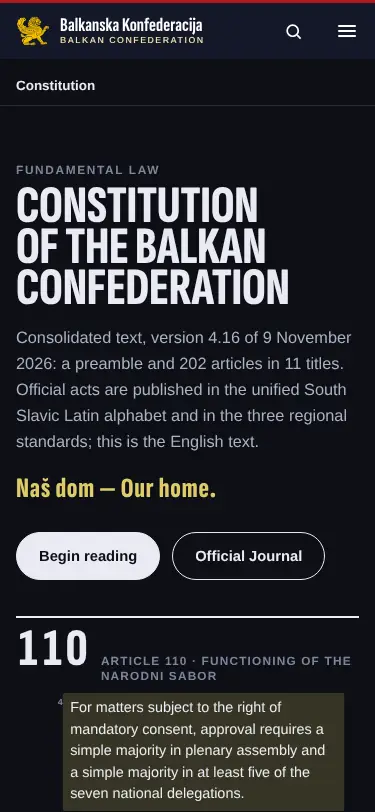 Balkanska Konfederacija
BALKAN CONFEDERATION
Constitution
FUNDAMENTAL LAW
CONSTITUTION
OF THE BALKAN
CONFEDERATION
Consolidated text, version 4.16 of 9 November
2026: a preamble and 202 articles in 11 titles.
Official acts are published in the unified South
Slavic Latin alphabet and in the three regional
standards; this is the English text.
Naš dom — Our home.
Begin reading
Official Journal
110
ARTICLE 110 · FUNCTIONING OF THE
NARODNI SABOR
4
For matters subject to the right of
mandatory consent, approval requires a
simple majority in plenary assembly and
a simple majority in at least five of the
seven national delegations.